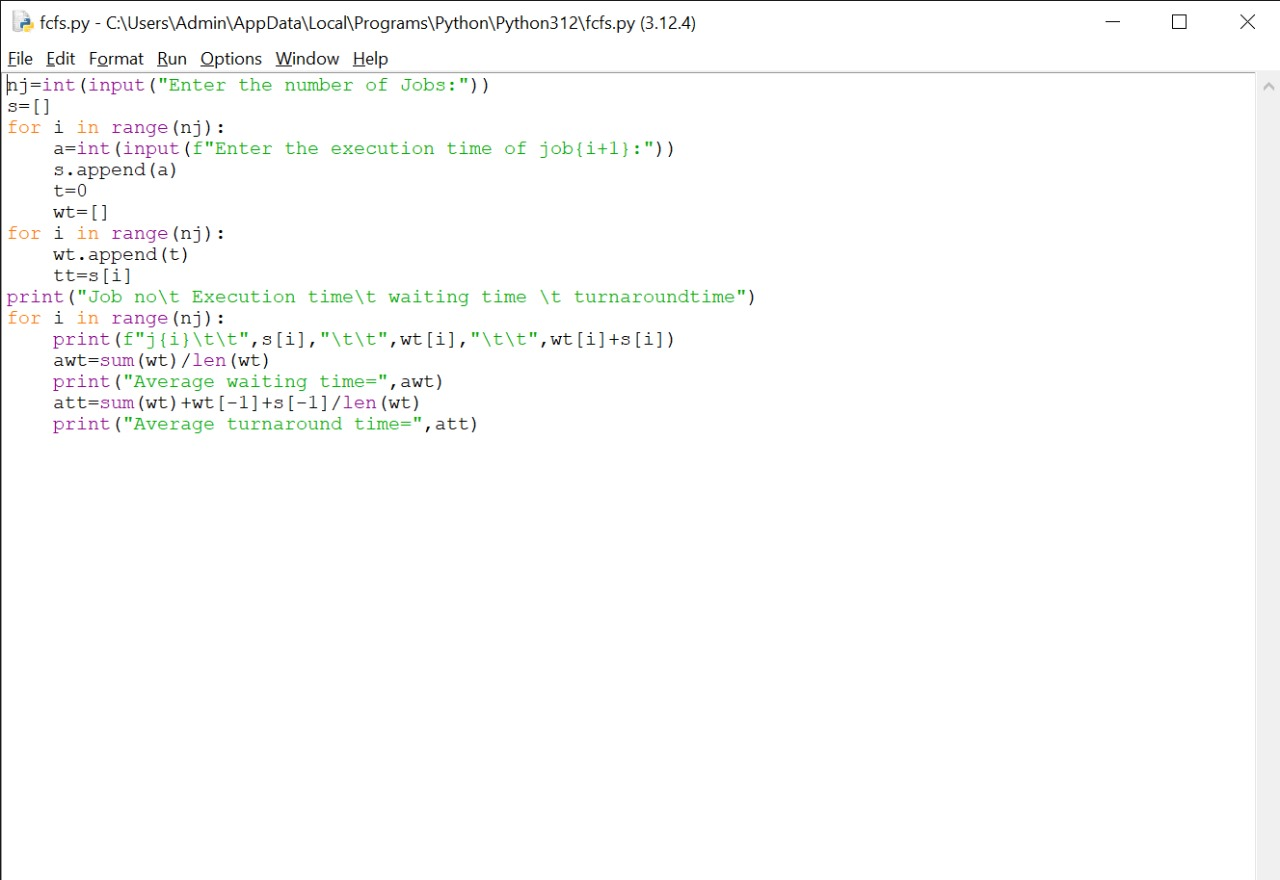 fcfs.py - C:\Users\Admin\AppData\Local\Programs\Python\Python312\fcfs.py (3.12.4)
File Edit Format Run Options Window Help
nj=int(input("Enter the number of Jobs:"))
s=[]
for i in range(nj):
    a=int(input(f"Enter the execution time of job{i+1}:"))
    s.append(a)
    t=0
    wt=[]
for i in range(nj):
    wt.append(t)
    tt=s[i]
print("Job no\t Execution time\t waiting time \t turnaroundtime")
for i in range(nj):
    print(f"j{i}\t\t",s[i],"\t\t",wt[i],"\t\t",wt[i]+s[i])
    awt=sum(wt)/len(wt)
    print("Average waiting time=",awt)
    att=sum(wt)+wt[-1]+s[-1]/len(wt)
    print("Average turnaround time=",att)